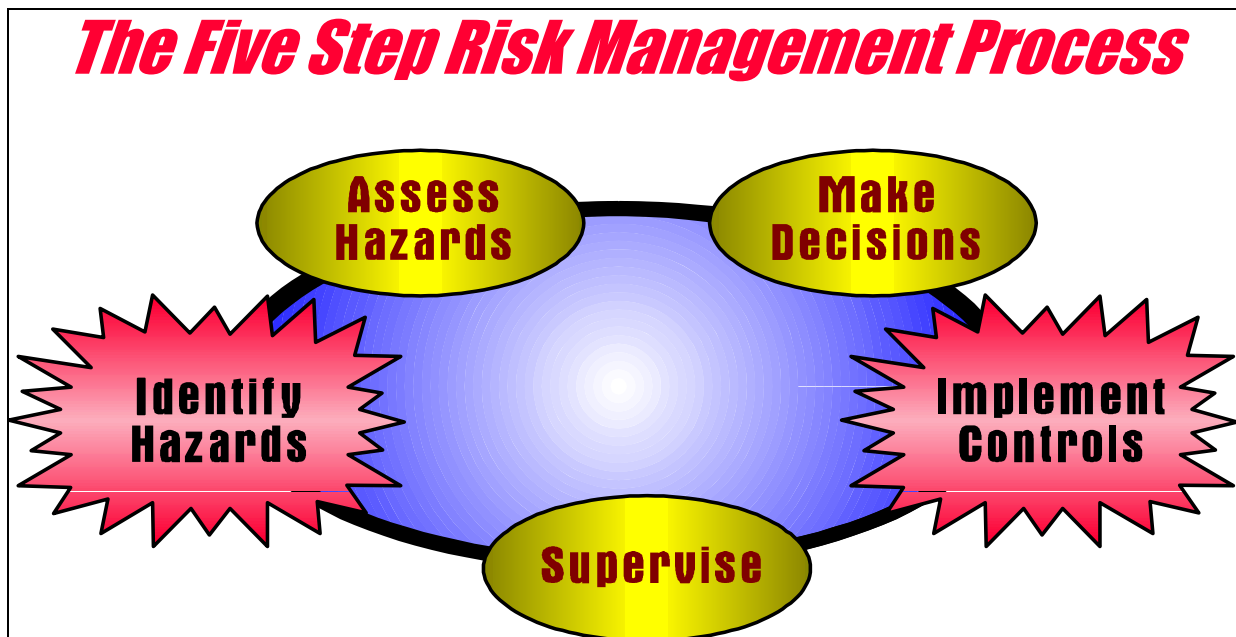 The Five Step Risk Management Process
Assess
Hazards
Make
Decisions
Identify
Hazards
Implement
Controls
Supervise